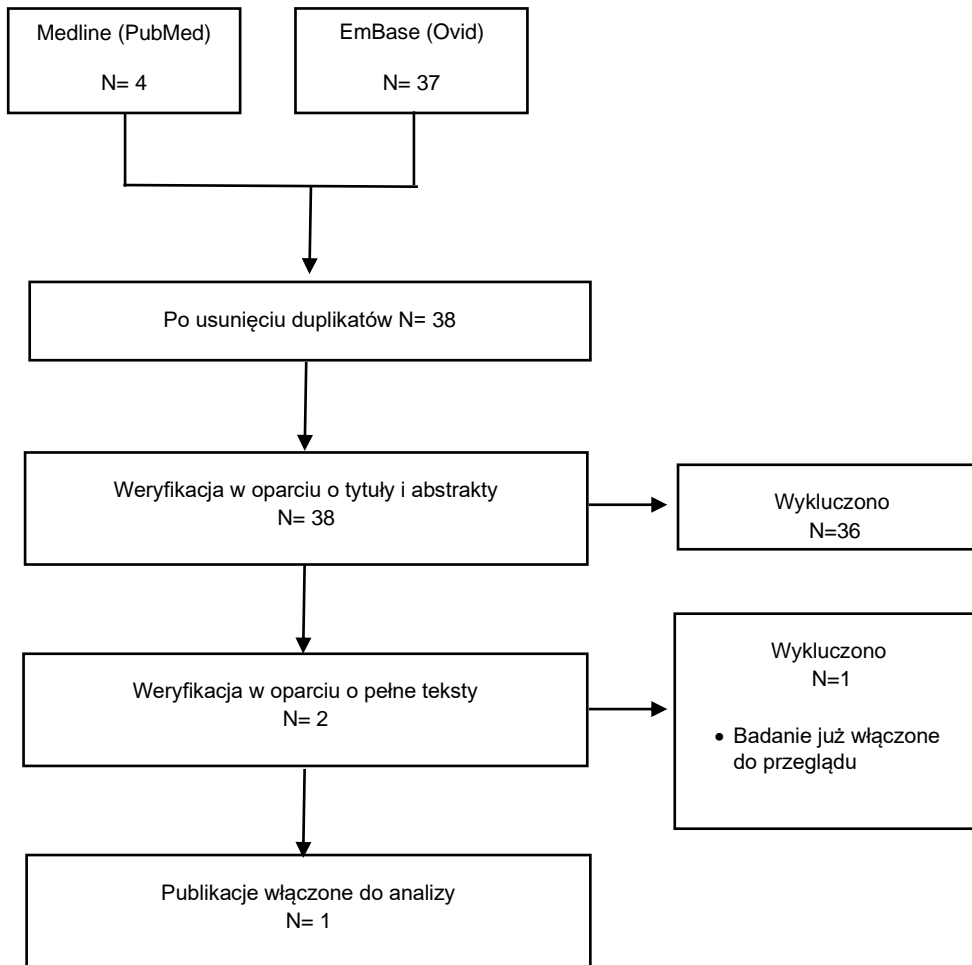 Medline (PubMed)
N= 4
EmBase (Ovid)
N= 37
Po usunięciu duplikatów N= 38
Weryfikacja w oparciu o tytuły i abstrakty
N= 38
Wykluczono
N=36
Weryfikacja w oparciu o pełne teksty
N= 2
Wykluczono
N=1
• Badanie już włączone
do przeglądu
Publikacje włączone do analizy
N= 1